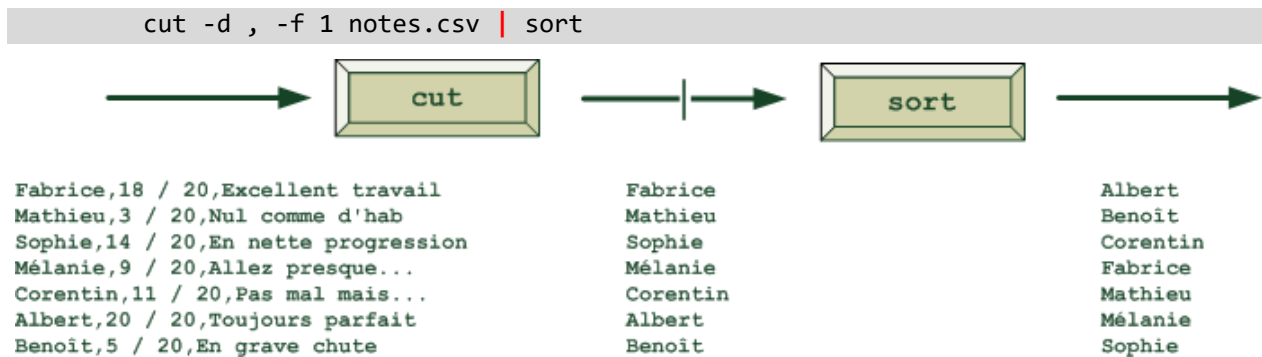 cut -d , -f 1 notes.csv | sort
cut
sort
Fabrice,18 / 20,Excellent travail
Mathieu,3 / 20,Nul comme d'hab
Sophie,14 / 20,En nette progression
Mélanie,9 / 20,Allez presque...
Corentin,11 / 20,Pas mal mais...
Albert,20 / 20,Toujours parfait
Benoît,5 / 20,En grave chute
Fabrice
Mathieu
Sophie
Mélanie
Corentin
Albert
Benoît
Albert
Benoît
Corentin
Fabrice
Mathieu
Mélanie
Sophie